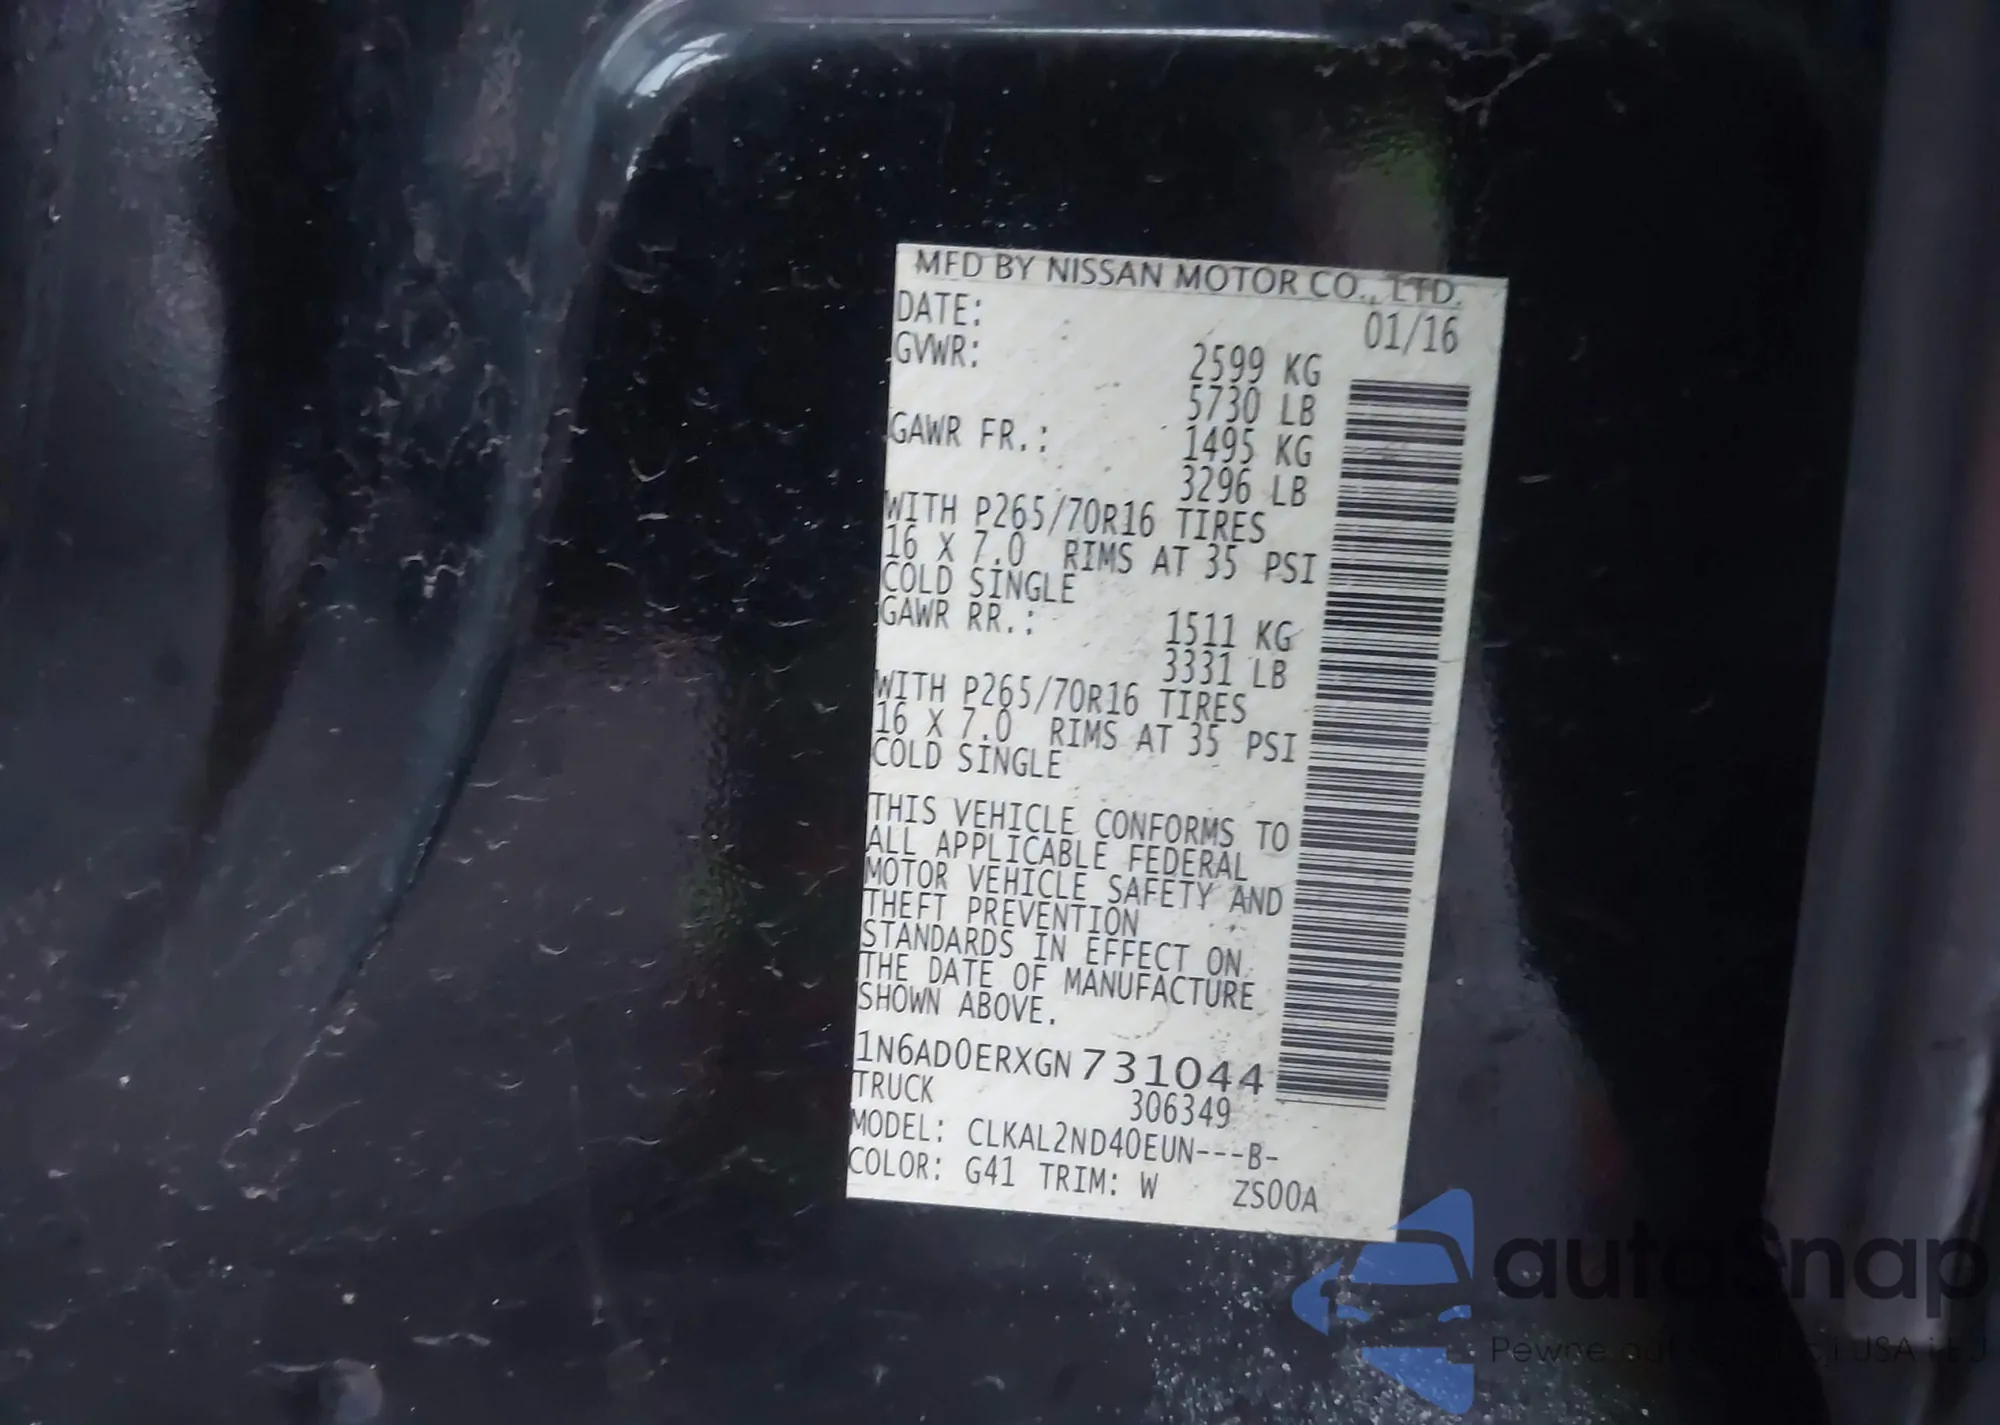 MFD BY NISSAN MOTOR CO., LTD.
DATE: 01/16
GVWR: 2599 KG
5730 LB
GAWR FR.: 1495 KG
3296 LB
WITH P265/70R16 TIRES
16 X 7.0 RIMS AT 35 PSI
COLD SINGLE
GAWR RR.: 1511 KG
3331 LB
WITH P265/70R16 TIRES
16 X 7.0 RIMS AT 35 PSI
COLD SINGLE
THIS VEHICLE CONFORMS TO
ALL APPLICABLE FEDERAL
MOTOR VEHICLE SAFETY AND
THEFT PREVENTION
STANDARDS IN EFFECT ON
THE DATE OF MANUFACTURE
SHOWN ABOVE.
1N6AD0ERXGN731044
TRUCK 306349
MODEL: CLKAL2ND40EUN---B-
COLOR: G41 TRIM: W ZS00A
autosnap
Pewne USA i